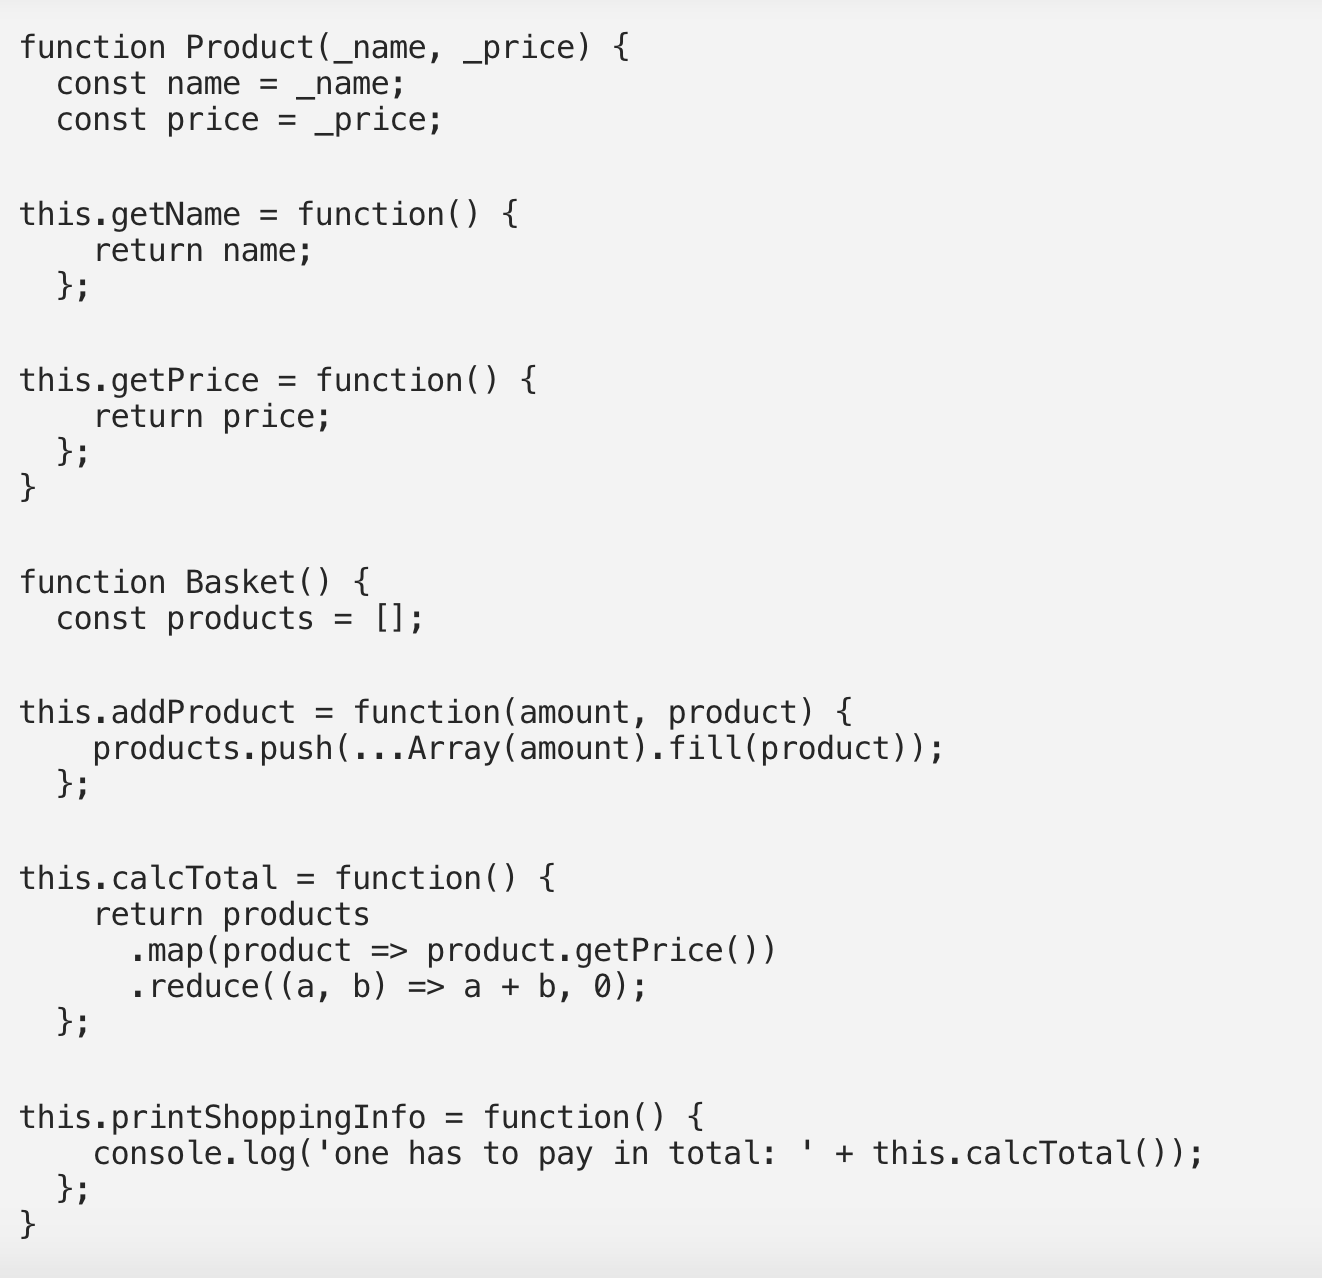 function Product(_name, _price) {
  const name = _name;
  const price = _price;
this.getName = function() {
    return name;
  };
this.getPrice = function() {
    return price;
  };
}
function Basket() {
  const products = [];
this.addProduct = function(amount, product) {
    products.push(...Array(amount).fill(product));
  };
this.calcTotal = function() {
    return products
      .map(product => product.getPrice())
      .reduce((a, b) => a + b, 0);
  };
this.printShoppingInfo = function() {
    console.log('one has to pay in total: ' + this.calcTotal());
  };
}